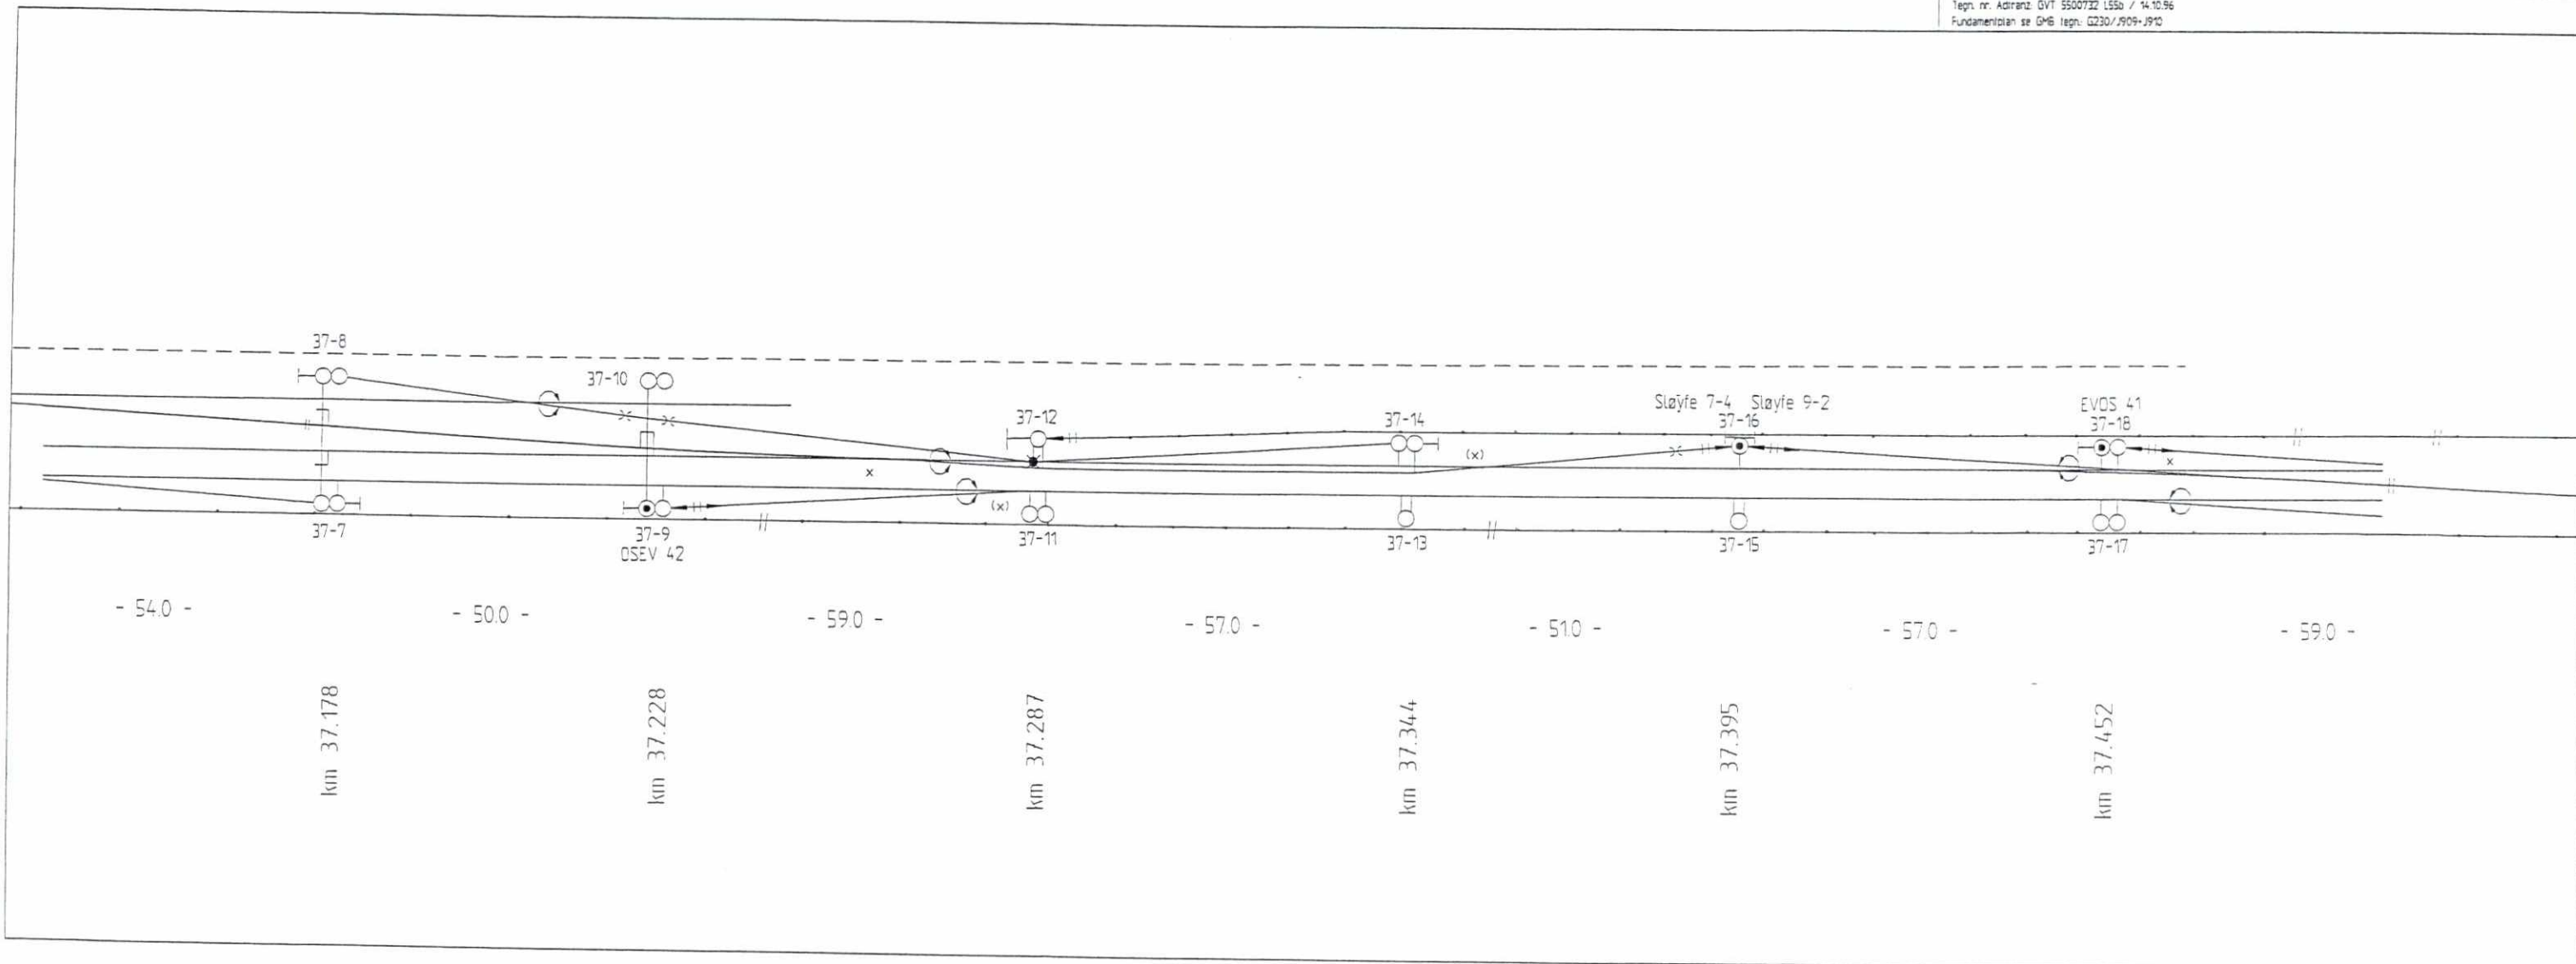 Tegn. nr. Adtranz: GVT 5500732 L55b / 14.10.96
Fundamentplan se GMB tegn.: G230/J909+J910
37-8
37-10
37-12
37-14
Sløyfe 7-4 Sløyfe 9-2
37-16
EVOS 41
37-18
x
(x)
(x)
x
37-7
37-9
OSEV 42
37-11
37-13
37-15
37-17
- 54.0 -
- 50.0 -
- 59.0 -
- 57.0 -
- 51.0 -
- 57.0 -
- 59.0 -
km 37.178
km 37.228
km 37.287
km 37.344
km 37.395
km 37.452